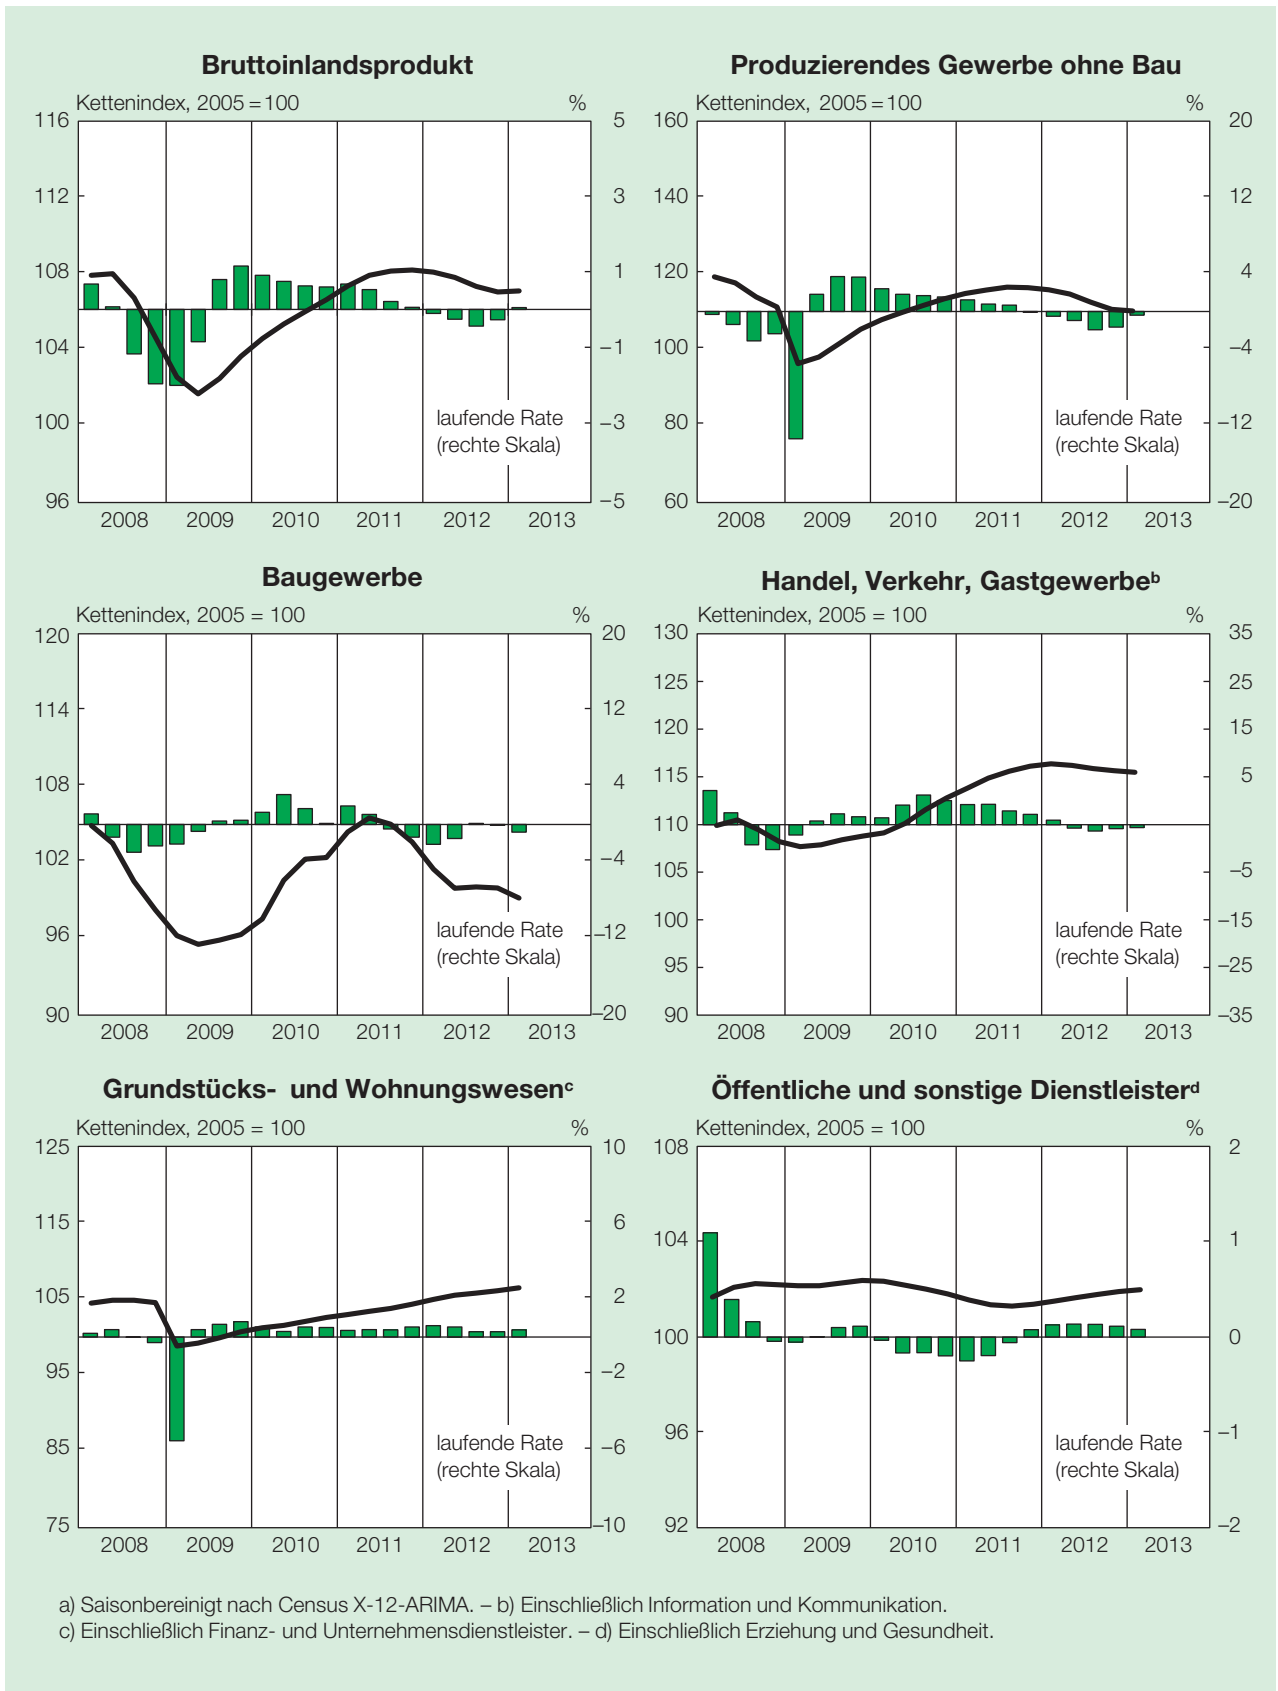 Bruttoinlandsprodukt
Kettenindex, 2005 = 100 %
116 5
112 3
108 1
104 –1
100 –3
96 –5
laufende Rate
(rechte Skala)
2008 2009 2010 2011 2012 2013
Produzierendes Gewerbe ohne Bau
Kettenindex, 2005 = 100 %
160 20
140 12
120 4
100 –4
80 –12
60 –20
laufende Rate
(rechte Skala)
2008 2009 2010 2011 2012 2013
Baugewerbe
Kettenindex, 2005 = 100 %
120 20
114 12
108 4
102 –4
96 –12
90 –20
laufende Rate
(rechte Skala)
2008 2009 2010 2011 2012 2013
Handel, Verkehr, Gastgewerbeᵇ
Kettenindex, 2005 = 100 %
130 35
125 25
120 15
115 5
110
105 –5
100 –15
95 –25
90 –35
laufende Rate
(rechte Skala)
2008 2009 2010 2011 2012 2013
Grundstücks- und Wohnungswesenᶜ
Kettenindex, 2005 = 100 %
125 10
115 6
105 2
95 –2
85 –6
75 –10
laufende Rate
(rechte Skala)
2008 2009 2010 2011 2012 2013
Öffentliche und sonstige Dienstleisterᵈ
Kettenindex, 2005 = 100 %
108 2
104 1
100 0
96 –1
92 –2
laufende Rate
(rechte Skala)
2008 2009 2010 2011 2012 2013
a) Saisonbereinigt nach Census X-12-ARIMA. – b) Einschließlich Information und Kommunikation.
c) Einschließlich Finanz- und Unternehmensdienstleister. – d) Einschließlich Erziehung und Gesundheit.